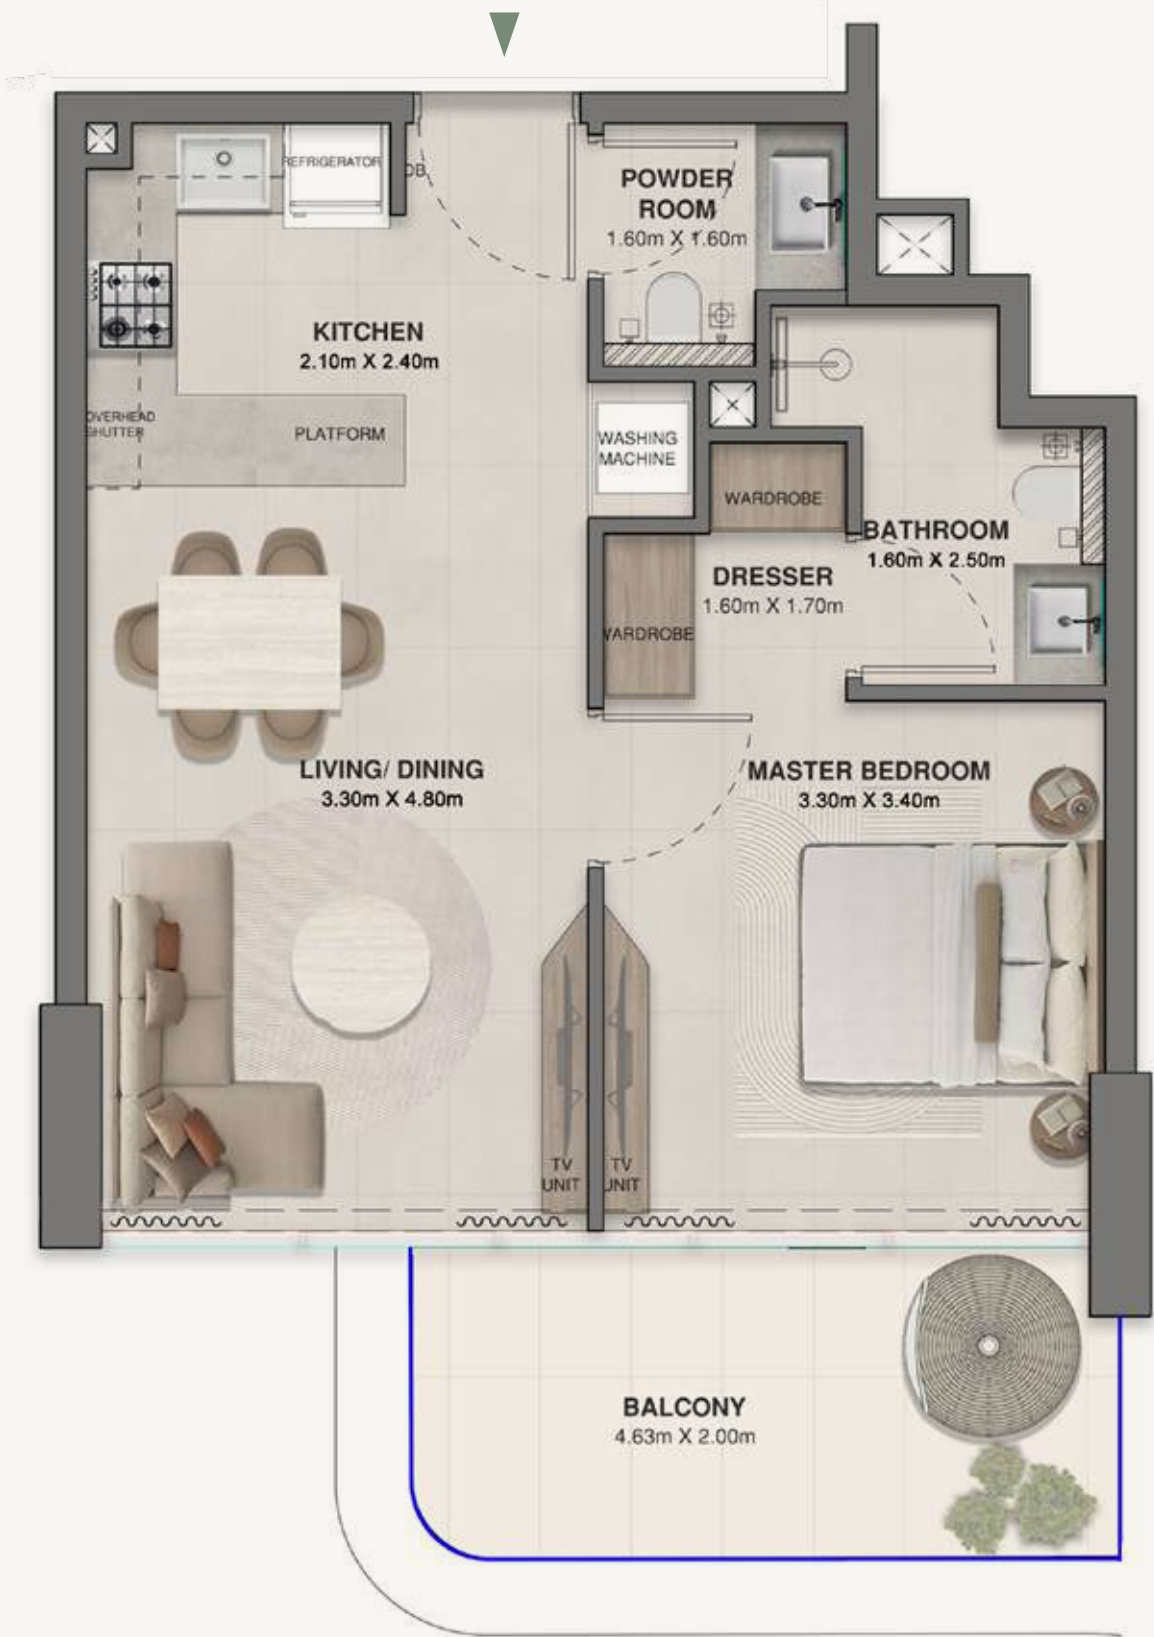 REFRIGERATOR
DB
POWDER
ROOM
1.60m X 1.60m
KITCHEN
2.10m X 2.40m
OVERHEAD
SHUTTER
PLATFORM
WASHING
MACHINE
WARDROBE
BATHROOM
1.60m X 2.50m
DRESSER
1.60m X 1.70m
WARDROBE
LIVING/ DINING
3.30m X 4.80m
MASTER BEDROOM
3.30m X 3.40m
TV
UNIT
TV
UNIT
BALCONY
4.63m X 2.00m